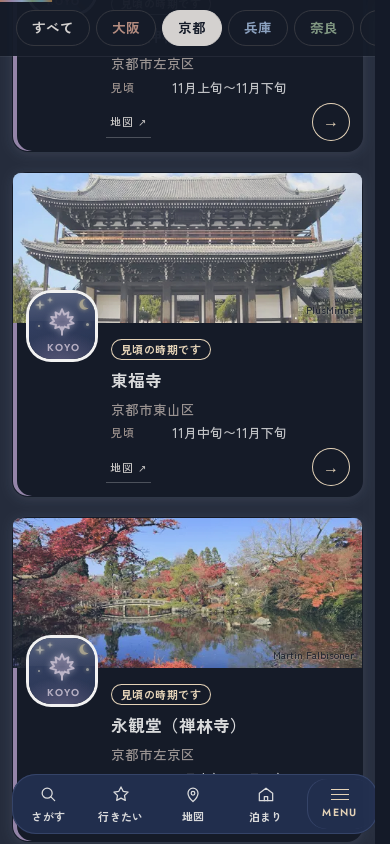 すべて
大阪
京都
兵庫
奈良
京都市左京区
見頃 11月上旬〜11月下旬
地図 ↗
→
PlusMinus
KOYO
見頃の時期です
東福寺
京都市東山区
見頃 11月中旬〜11月下旬
地図 ↗
→
Martin Falbisoner
KOYO
見頃の時期です
永観堂（禅林寺）
京都市左京区
さがす
行きたい
地図
泊まり
MENU